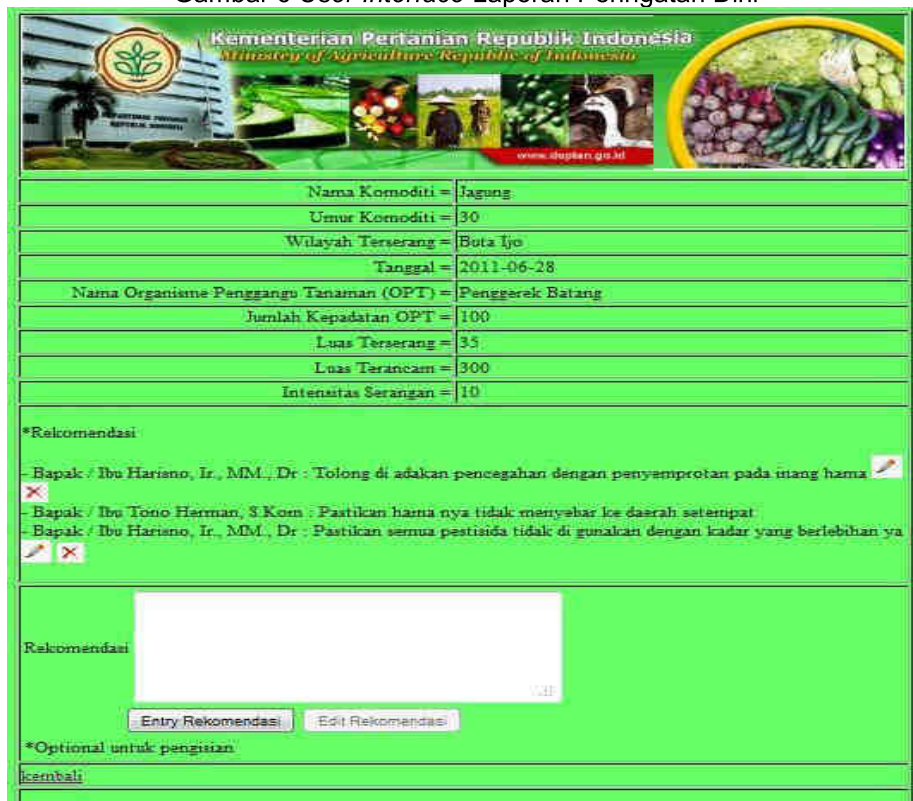 Kementerian Pertanian Republik Indonesia
Ministry of Agriculture Republic of Indonesia
www.deptan.go.id
Nama Komoditi = Jagung
Umur Komoditi = 30
Wilayah Terserang = Buta Ijo
Tanggal = 2011-06-28
Nama Organisme Penggangu Tanaman (OPT) = Penggerek Batang
Jumlah Kepadatan OPT = 100
Luas Terserang = 35
Luas Terancam = 300
Intensitas Serangan = 10
*Rekomendasi
- Bapak / Ibu Harisno, Ir., MM., Dr : Tolong di adakan pencegahan dengan penyemprotan pada inang hama
- Bapak / Ibu Tono Herman, S.Kom : Pastikan hama nya tidak menyebar ke daerah setempat
- Bapak / Ibu Harisno, Ir., MM., Dr : Pastikan semua pestisida tidak di gunakan dengan kadar yang berlebihan ya
Rekomendasi
Entry Rekomendasi Edit Rekomendasi
*Optional untuk pengisian
kembali